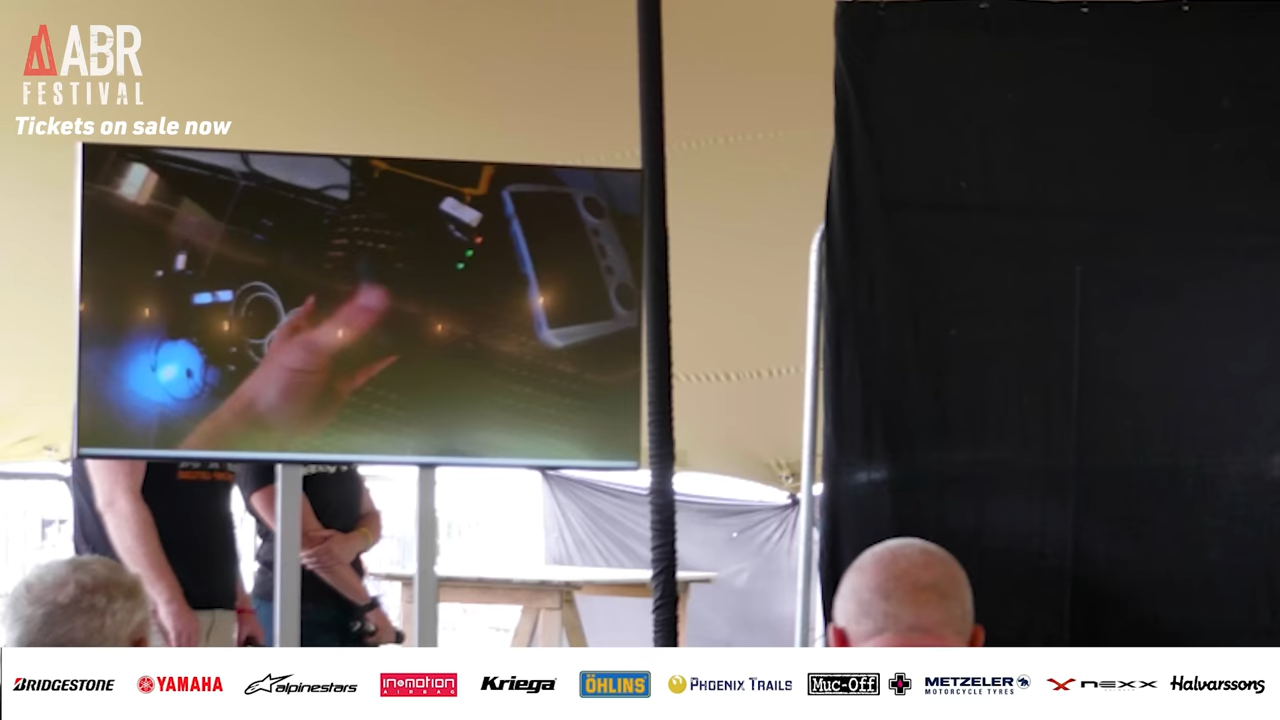 ABR
FESTIVAL
Tickets on sale now
BRIDGESTONE
YAMAHA
alpinestars
in&motion
AIRBAG
Kriega
ÖHLINS
PHOENIX TRAILS
Muc-Off
METZELER
MOTORCYCLE TYRES
NEXX
Halvarssons